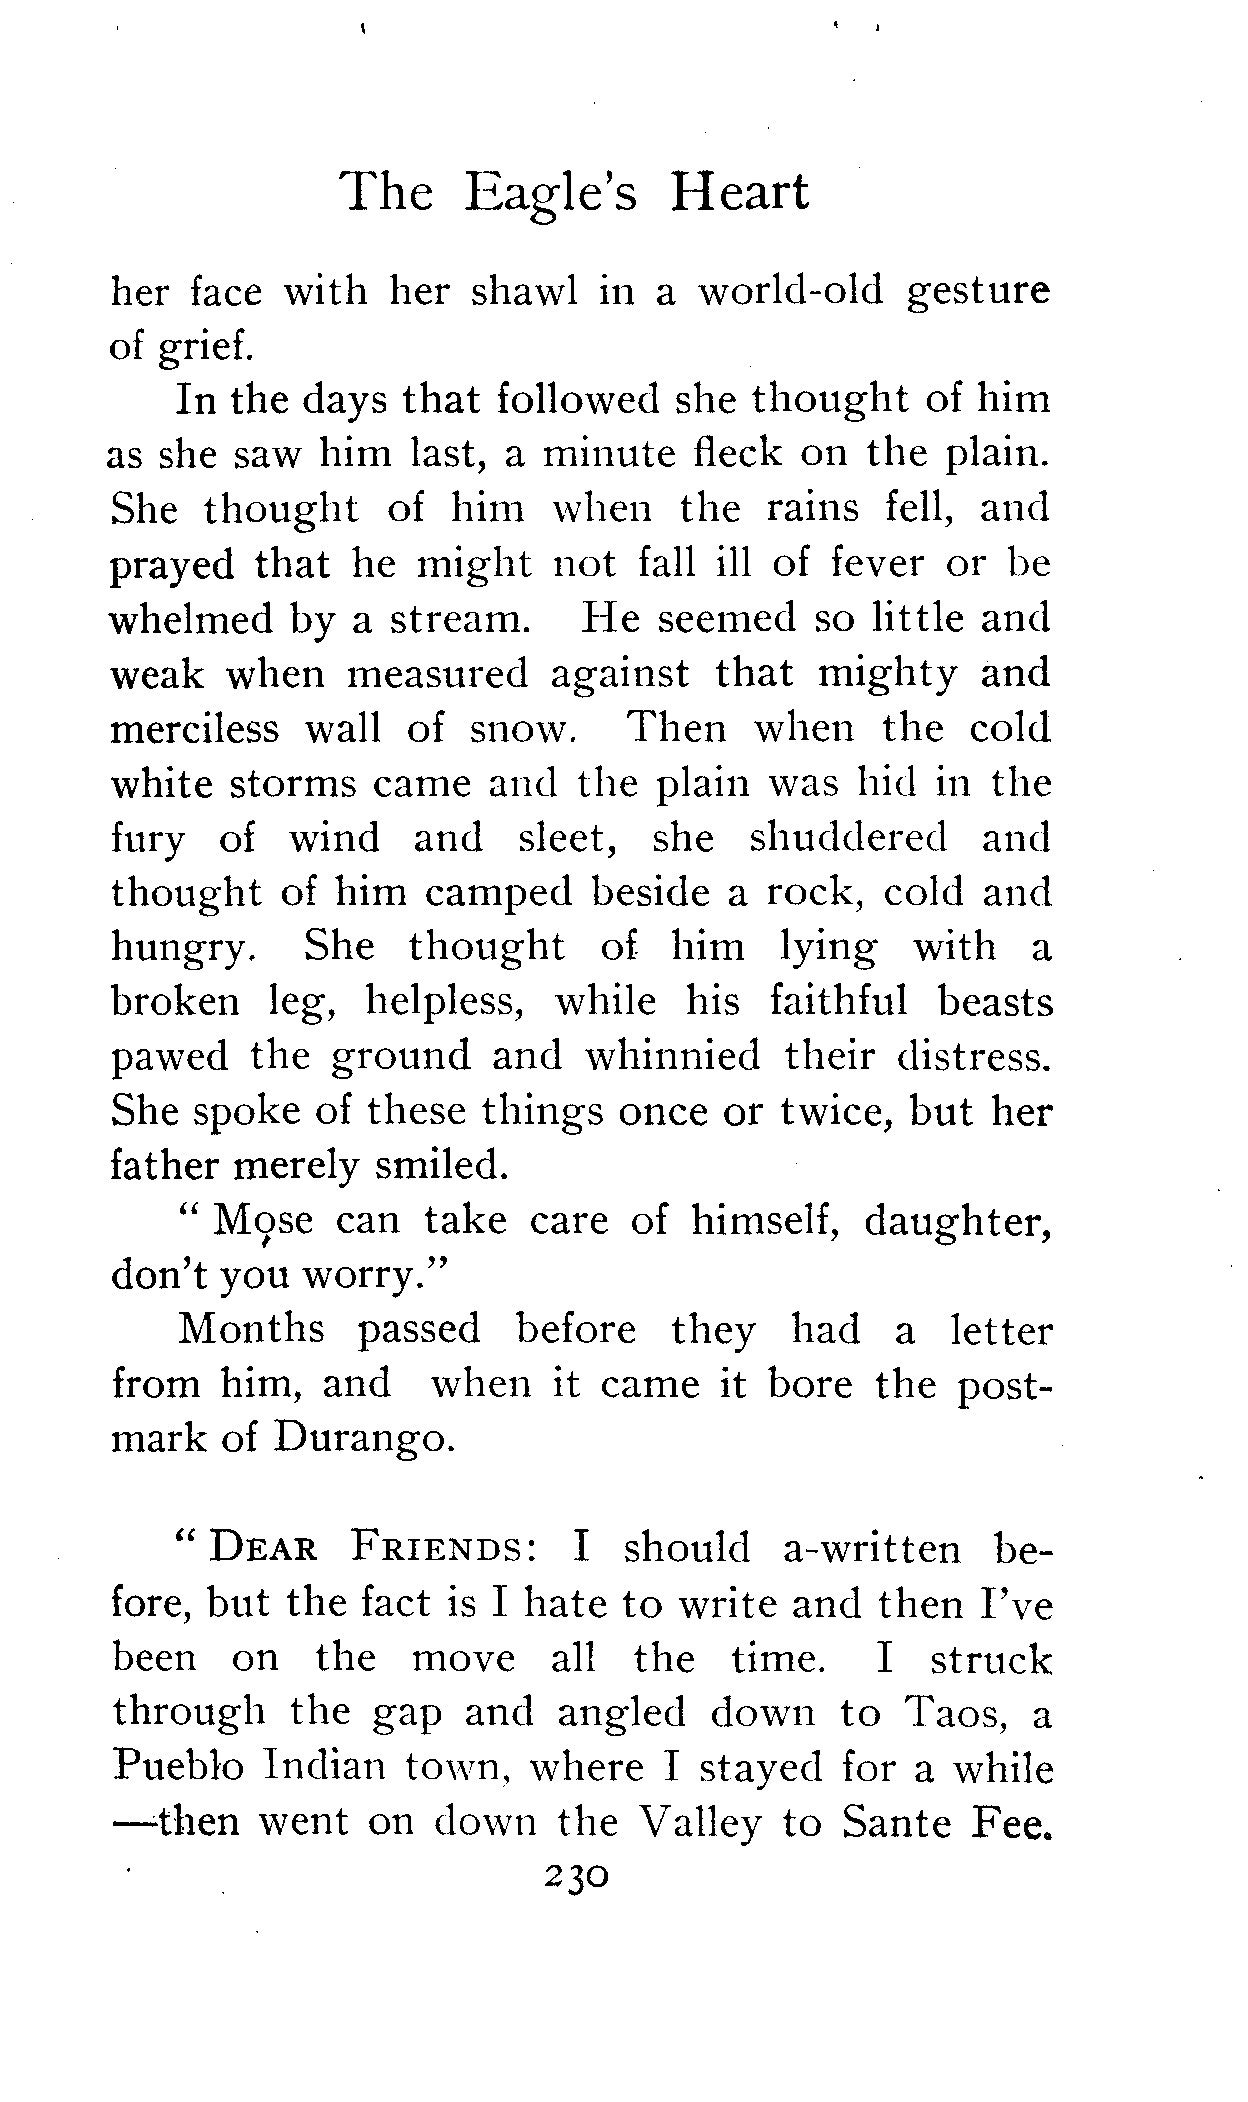 The Eagle's Heart
her face with her shawl in a world-old gesture
of grief.
In the days that followed she thought of him
as she saw him last, a minute fleck on the plain.
She thought of him when the rains fell, and
prayed that he might not fall ill of fever or be
whelmed by a stream. He seemed so little and
weak when measured against that mighty and
merciless wall of snow. Then when the cold
white storms came and the plain was hid in the
fury of wind and sleet, she shuddered and
thought of him camped beside a rock, cold and
hungry. She thought of him lying with a
broken leg, helpless, while his faithful beasts
pawed the ground and whinnied their distress.
She spoke of these things once or twice, but her
father merely smiled.
" Mose can take care of himself, daughter,
don't you worry."
Months passed before they had a letter
from him, and when it came it bore the post-
mark of Durango.
" DEAR FRIENDS: I should a-written be-
fore, but the fact is I hate to write and then I've
been on the move all the time. I struck
through the gap and angled down to Taos, a
Pueblo Indian town, where I stayed for a while
—then went on down the Valley to Sante Fee.
230